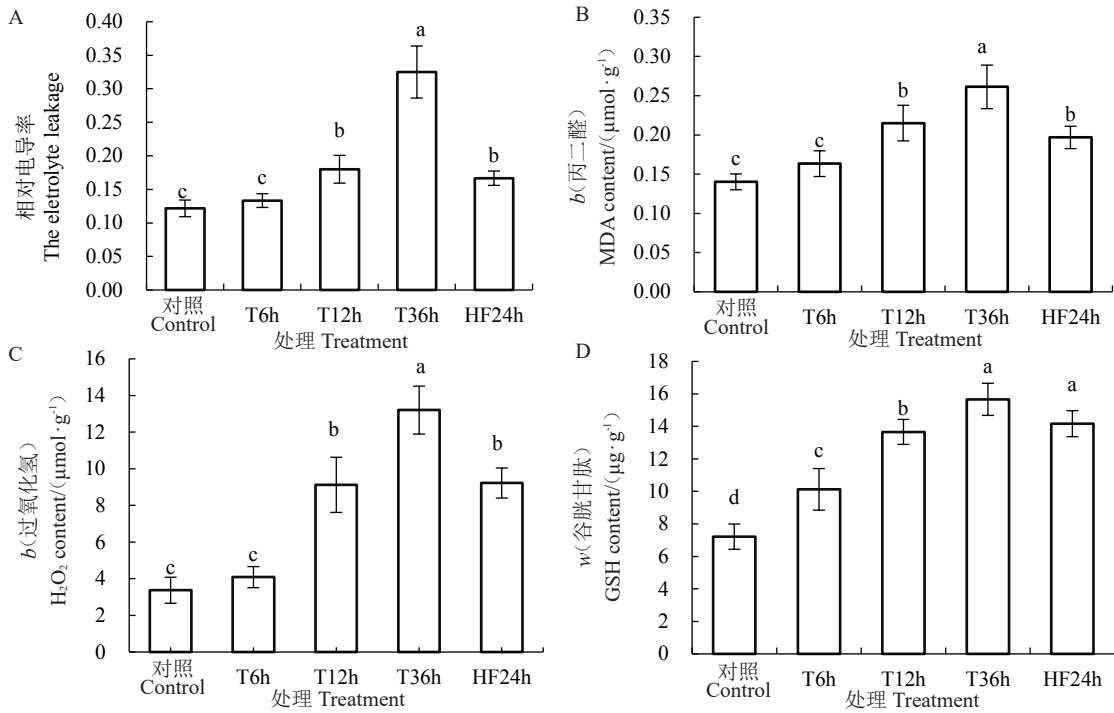 A
相对电导率
The eletrolyte leakage
0.40
0.35
0.30
0.25
0.20
0.15
0.10
0.05
0.00
c
c
b
a
b
对照
Control
T6h
T12h
T36h
HF24h
处理 Treatment
B
b(丙二醛)
MDA content/(μmol·g⁻¹)
0.35
0.30
0.25
0.20
0.15
0.10
0.05
0.00
c
c
b
a
b
对照
Control
T6h
T12h
T36h
HF24h
处理 Treatment
C
b(过氧化氢)
H₂O₂ content/(μmol·g⁻¹)
16
14
12
10
8
6
4
2
0
c
c
b
a
b
对照
Control
T6h
T12h
T36h
HF24h
处理 Treatment
D
w(谷胱甘肽)
GSH content/(μg·g⁻¹)
18
16
14
12
10
8
6
4
2
0
d
c
b
a
a
对照
Control
T6h
T12h
T36h
HF24h
处理 Treatment